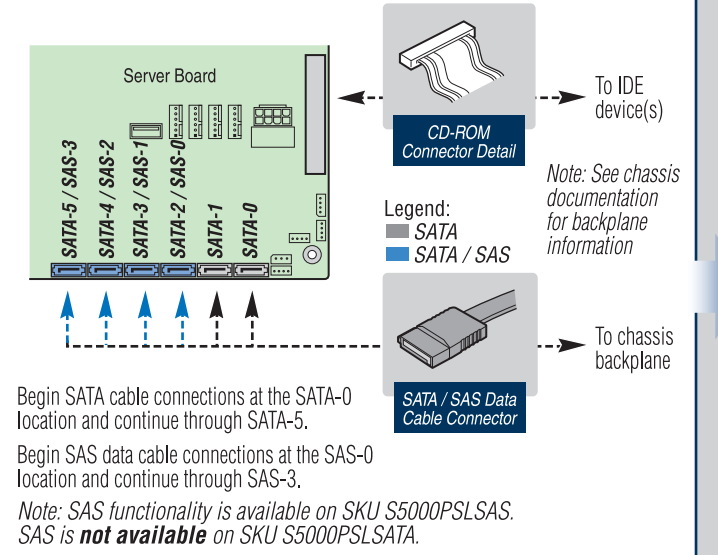 Server Board
SATA-5 / SAS-3
SATA-4 / SAS-2
SATA-3 / SAS-1
SATA-2 / SAS-0
SATA-1
SATA-0
CD-ROM
Connector Detail
To IDE
device(s)
Note: See chassis
documentation
for backplane
information
Legend:
SATA
SATA / SAS
SATA / SAS Data
Cable Connector
To chassis
backplane
Begin SATA cable connections at the SATA-0
location and continue through SATA-5.
Begin SAS data cable connections at the SAS-0
location and continue through SAS-3.
Note: SAS functionality is available on SKU S5000PSLSAS.
SAS is not available on SKU S5000PSLSATA.